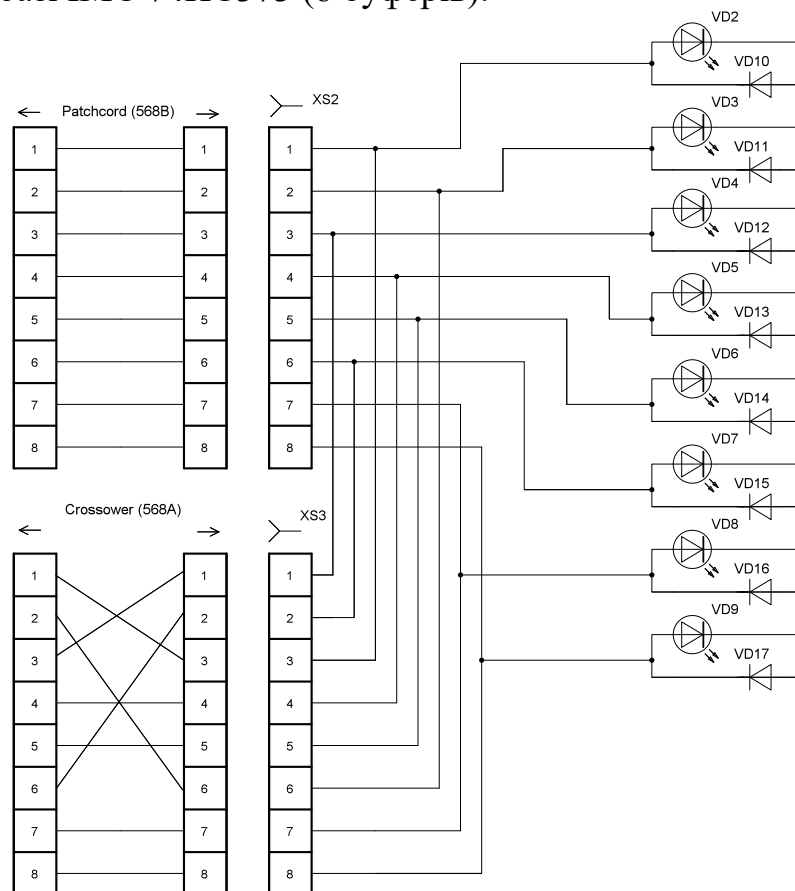 (8 буферів).
VD2
VD10
Patchcord (568B)
XS2
VD3
1 1 1
VD11
2 2 2
VD4
3 3 3
VD12
4 4 4
VD5
5 5 5
VD13
6 6 6
VD6
7 7 7
VD14
8 8 8
VD7
VD15
Crossower (568A)
XS3
VD8
1 1 1
VD16
2 2 2
VD9
3 3 3
VD17
4 4 4
5 5 5
6 6 6
7 7 7
8 8 8